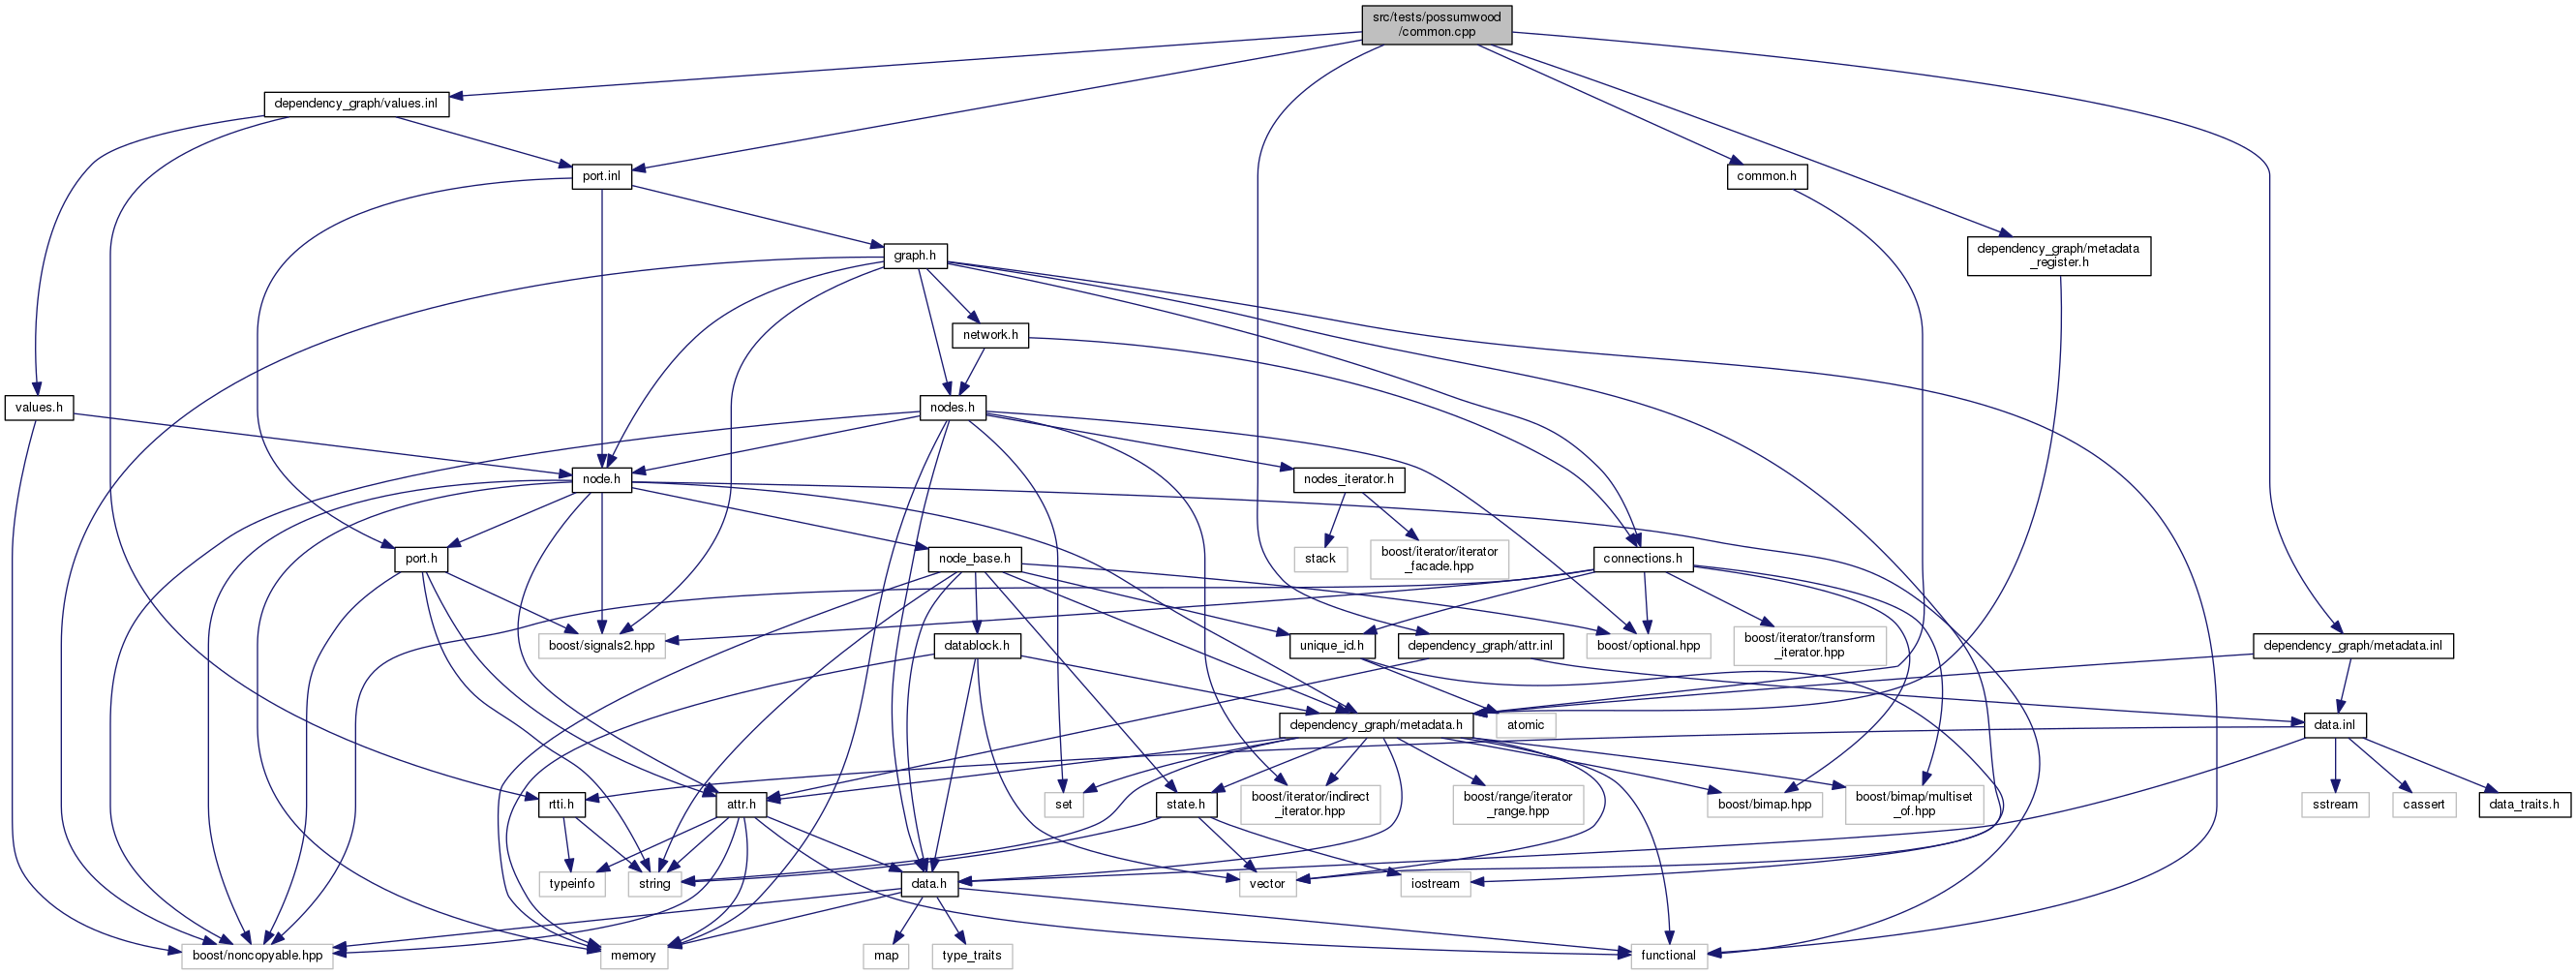 src/tests/possumwood
/common.cpp
dependency_graph/values.inl
port.inl
common.h
graph.h
dependency_graph/metadata
_register.h
network.h
values.h
nodes.h
node.h
nodes_iterator.h
port.h
node_base.h
stack
boost/iterator/iterator
_facade.hpp
connections.h
boost/signals2.hpp
datablock.h
unique_id.h
dependency_graph/attr.inl
boost/optional.hpp
boost/iterator/transform
_iterator.hpp
dependency_graph/metadata.inl
dependency_graph/metadata.h
atomic
data.inl
rtti.h
attr.h
set
state.h
boost/iterator/indirect
_iterator.hpp
boost/range/iterator
_range.hpp
boost/bimap.hpp
boost/bimap/multiset
_of.hpp
sstream
cassert
data_traits.h
typeinfo
string
data.h
vector
iostream
boost/noncopyable.hpp
memory
map
type_traits
functional